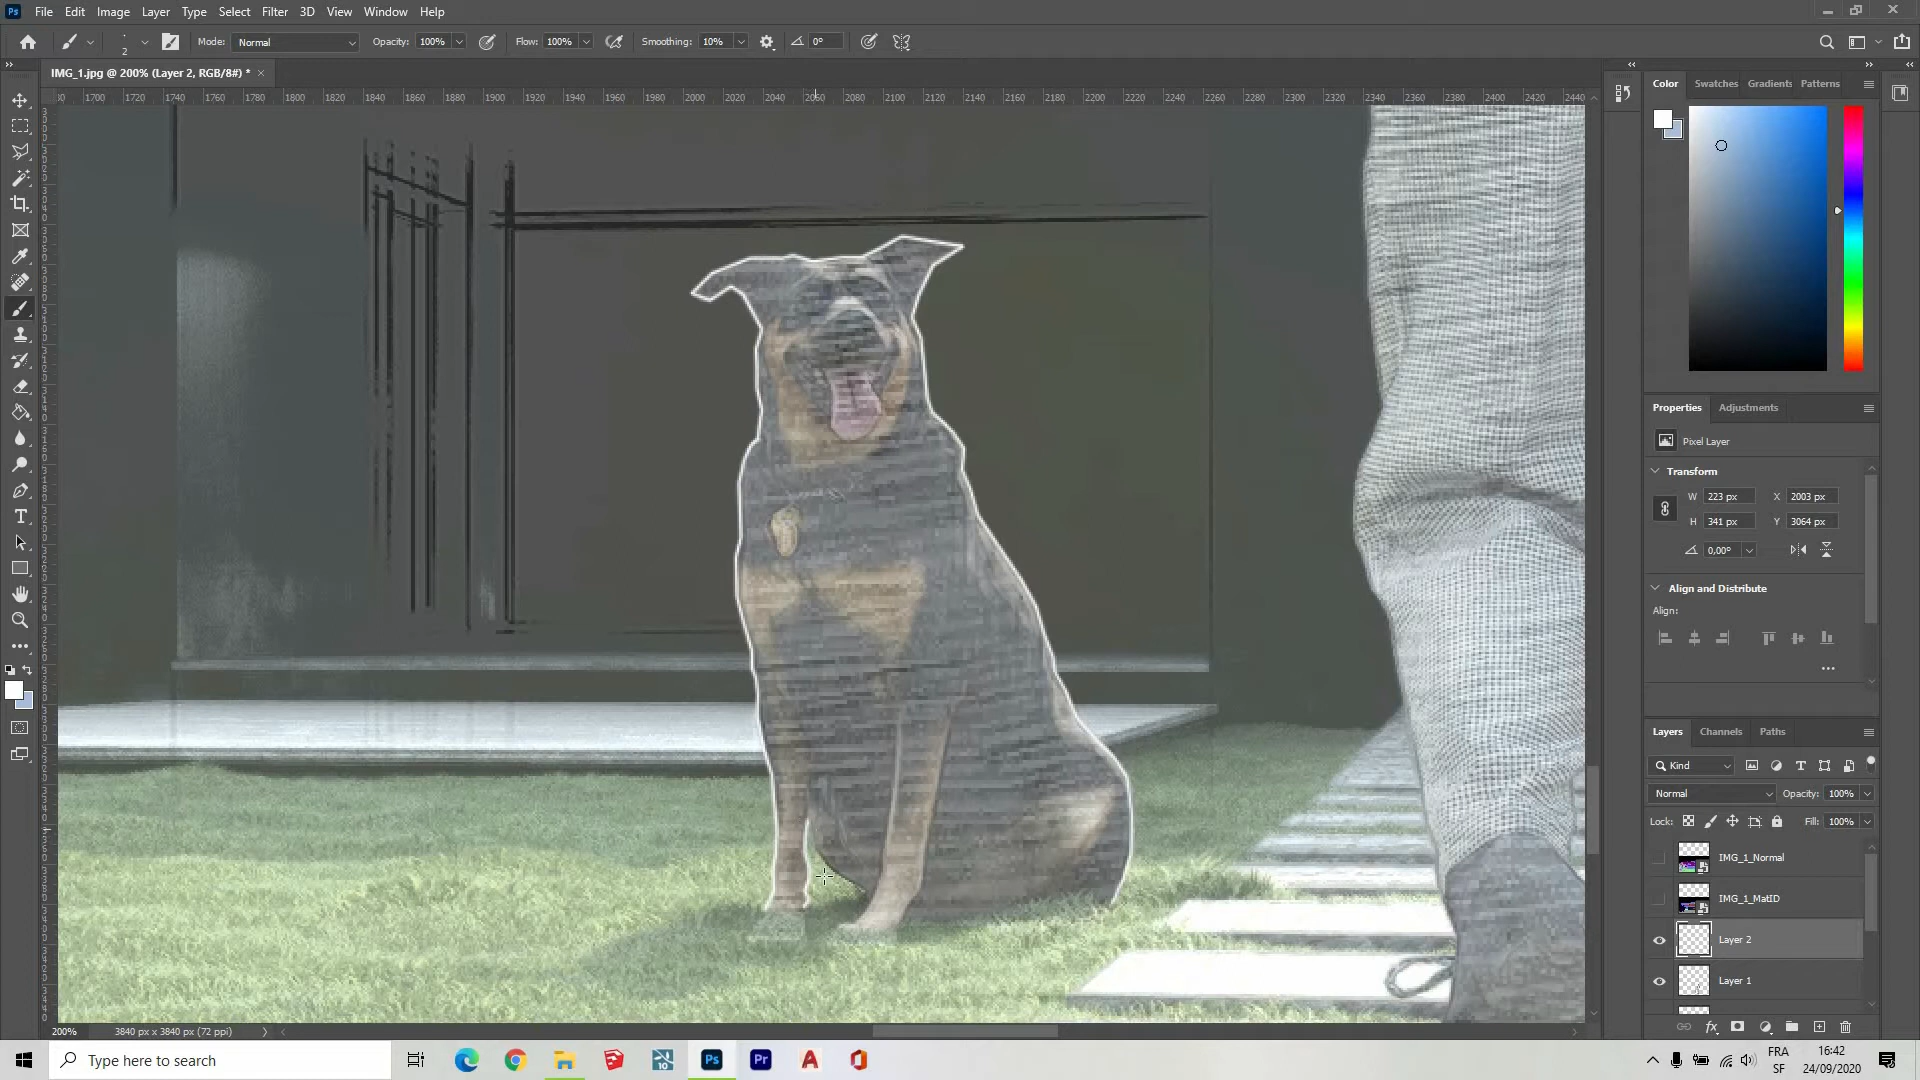 Ps File Edit Image Layer Type Select Filter 3D View Window Help
2 Mode: Normal Opacity: 100% Flow: 100% Smoothing: 10% 0°
IMG_1.jpg @ 200% (Layer 2, RGB/8#) * ×
1700 1720 1740 1760 1780 1800 1820 1840 1860 1880 1900 1920 1940 1960 1980 2000 2020 2040 2060 2080 2100 2120 2140 2160 2180 2200 2220 2240 2260 2280 2300 2320 2340 2360 2380 2400 2420 2440
Color Swatches Gradients Patterns
Properties Adjustments
Pixel Layer
Transform
W 223 px X 2003 px
H 341 px Y 3064 px
0,00°
Align and Distribute
Align:
Layers Channels Paths
Kind
Normal Opacity: 100%
Lock: Fill: 100%
IMG_1_Normal
IMG_1_MatID
Layer 2
Layer 1
fx
200% 3840 px x 3840 px (72 ppi)
Type here to search
10 Ps Pr
FRA
SF
16:42
24/09/2020